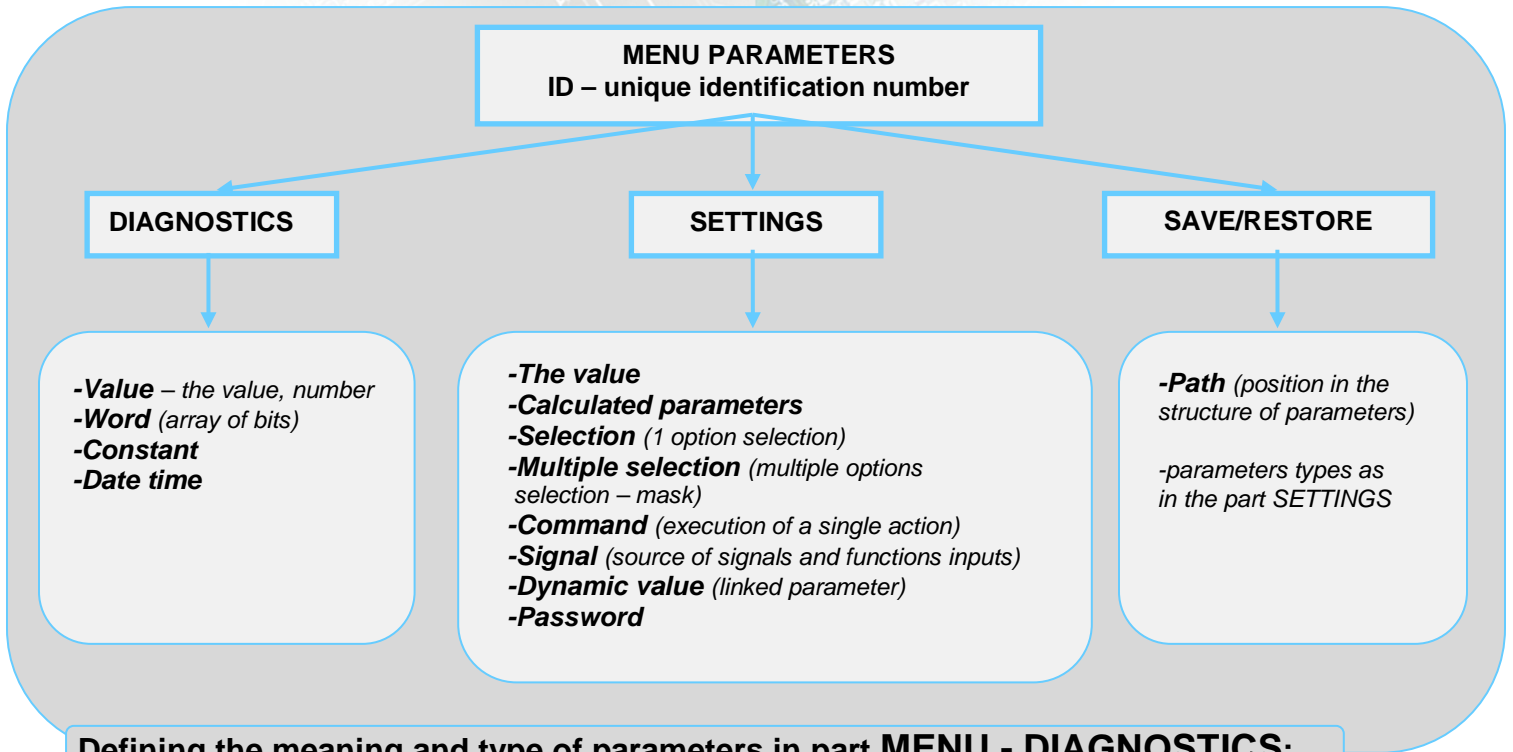 MENU PARAMETERS
ID – unique identification number
DIAGNOSTICS
SETTINGS
SAVE/RESTORE
-Value – the value, number
-Word (array of bits)
-Constant
-Date time
-The value
-Calculated parameters
-Selection (1 option selection)
-Multiple selection (multiple options
selection – mask)
-Command (execution of a single action)
-Signal (source of signals and functions inputs)
-Dynamic value (linked parameter)
-Password
-Path (position in the
structure of parameters)
-parameters types as
in the part SETTINGS
Defining the meaning and type of parameters in part MENU - DIAGNOSTICS: